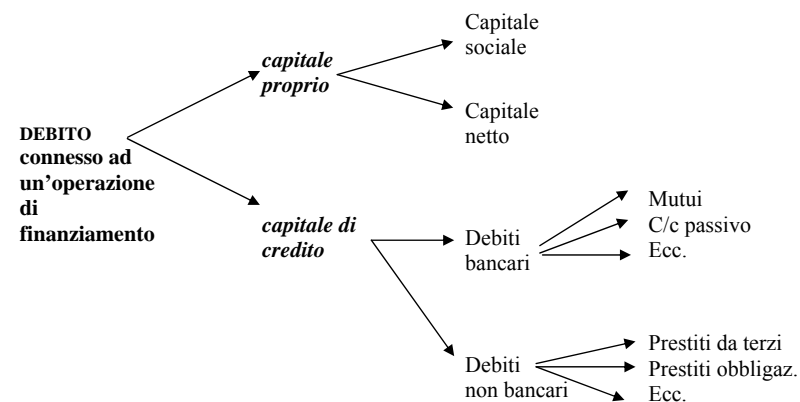 DEBITO
connesso ad
un’operazione
di
finanziamento
capitale
proprio
Capitale
sociale
Capitale
netto
capitale di
credito
Debiti
bancari
Mutui
C/c passivo
Ecc.
Debiti
non bancari
Prestiti da terzi
Prestiti obbligaz.
Ecc.